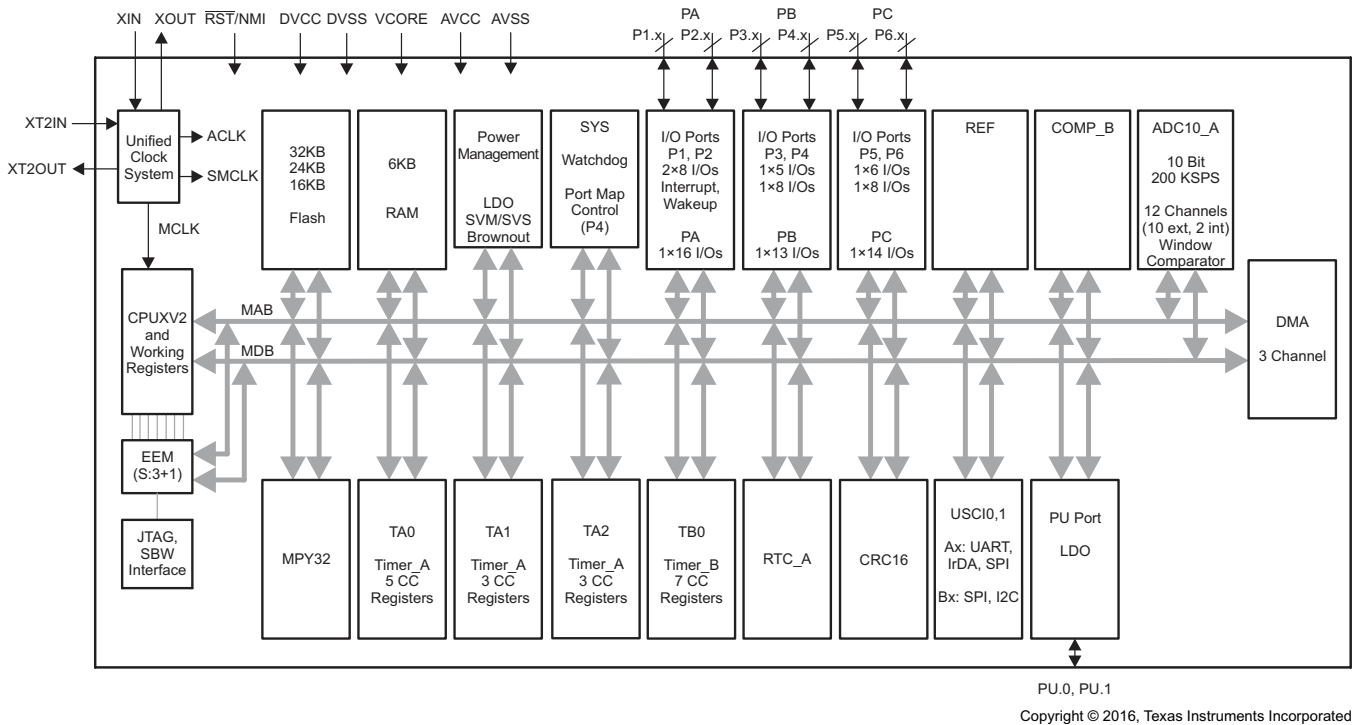 XIN XOUT RST/NMI DVCC DVSS VCORE AVCC AVSS
PA PB PC
P1.x P2.x P3.x P4.x P5.x P6.x
XT2IN
XT2OUT
Unified
Clock
System
ACLK
SMCLK
MCLK
32KB
24KB
16KB
Flash
6KB
RAM
Power
Management
LDO
SVM/SVS
Brownout
SYS
Watchdog
Port Map
Control
(P4)
I/O Ports
P1, P2
2×8 I/Os
Interrupt,
Wakeup
PA
1×16 I/Os
I/O Ports
P3, P4
1×5 I/Os
1×8 I/Os
PB
1×13 I/Os
I/O Ports
P5, P6
1×6 I/Os
1×8 I/Os
PC
1×14 I/Os
REF
COMP_B
ADC10_A
10 Bit
200 KSPS
12 Channels
(10 ext, 2 int)
Window
Comparator
CPUXV2
and
Working
Registers
MAB
MDB
DMA
3 Channel
EEM
(S:3+1)
JTAG,
SBW
Interface
MPY32
TA0
Timer_A
5 CC
Registers
TA1
Timer_A
3 CC
Registers
TA2
Timer_A
3 CC
Registers
TB0
Timer_B
7 CC
Registers
RTC_A
CRC16
USCI0,1
Ax: UART,
IrDA, SPI
Bx: SPI, I2C
PU Port
LDO
PU.0, PU.1
Copyright © 2016, Texas Instruments Incorporated